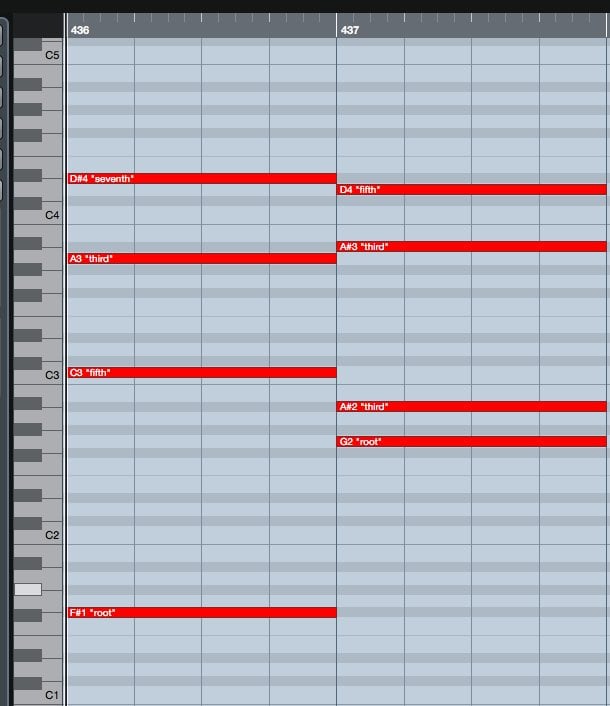 436 437
C5
D#4 "seventh"
D4 "fifth"
C4
A#3 "third"
A3 "third"
C3 "fifth"
C3
A#2 "third"
G2 "root"
C2
F#1 "root"
C1